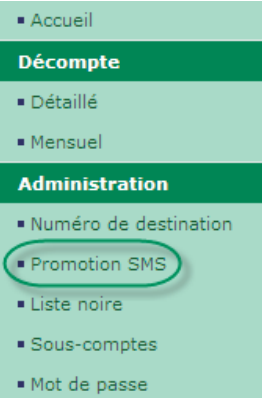 Accueil
Décompte
Détaillé
Mensuel
Administration
Numéro de destination
Promotion SMS
Liste noire
Sous-comptes
Mot de passe